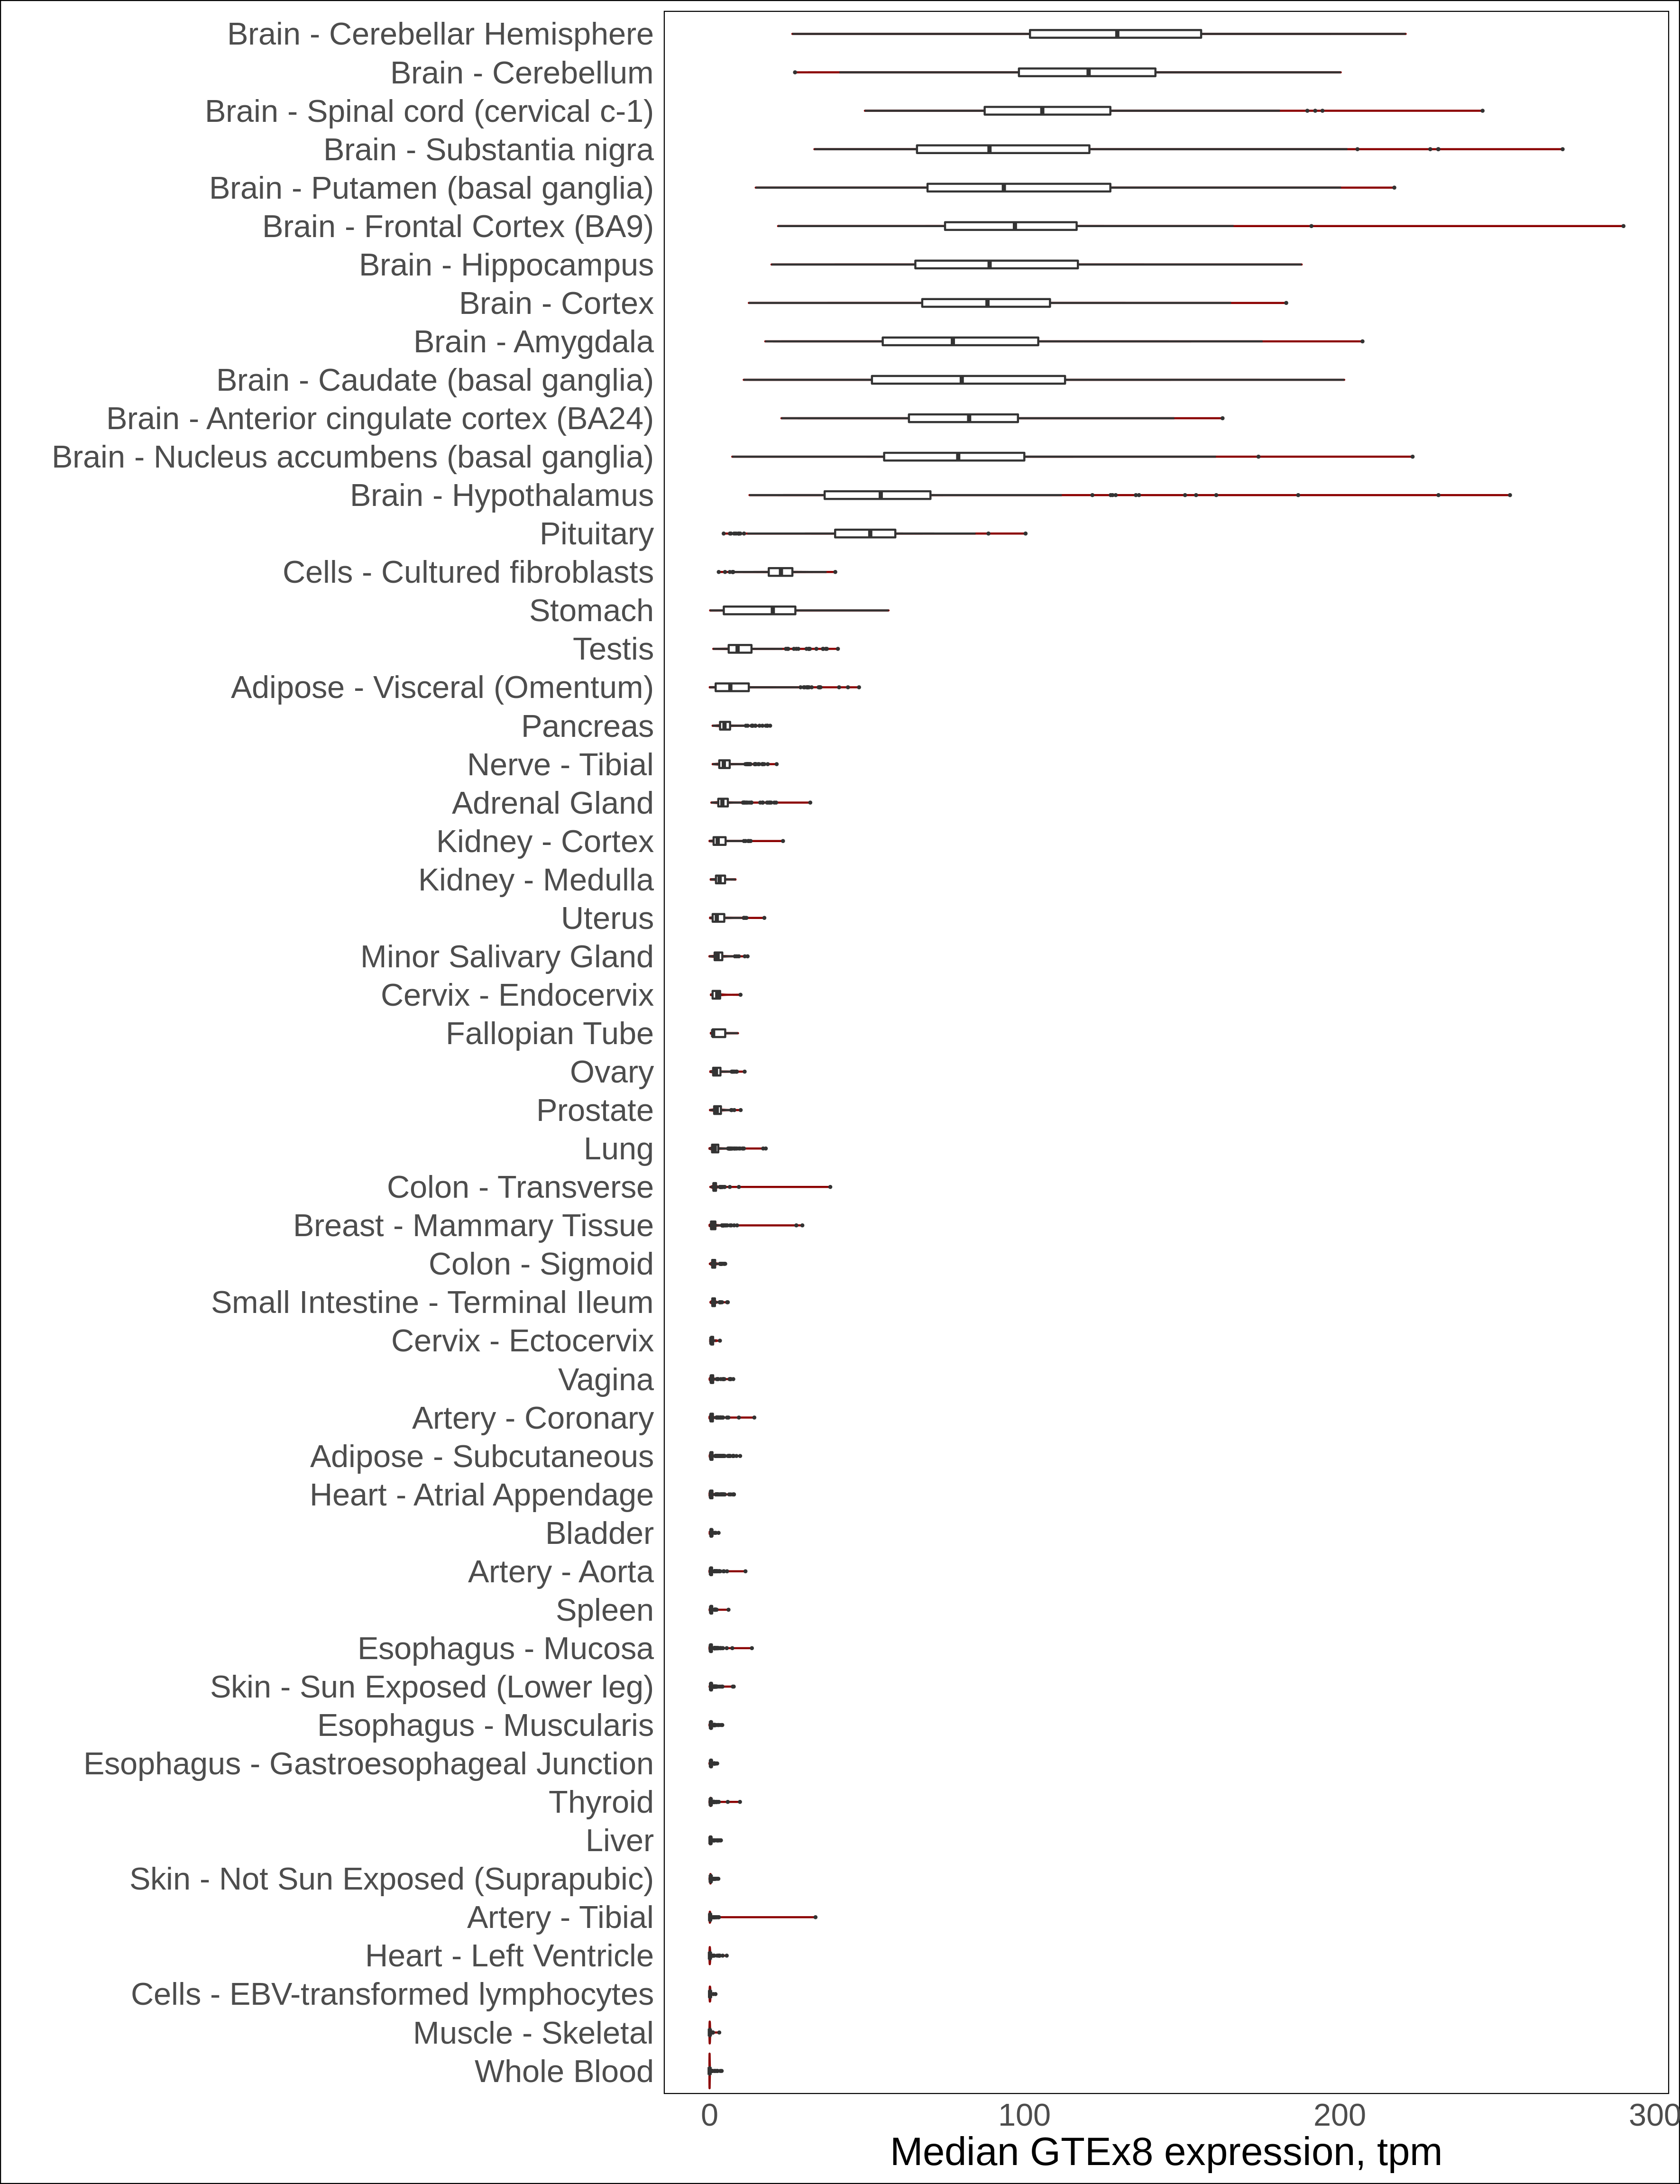 Brain - Cerebellar Hemisphere
Brain - Cerebellum
Brain - Spinal cord (cervical c-1)
Brain - Substantia nigra
Brain - Putamen (basal ganglia)
Brain - Frontal Cortex (BA9)
Brain - Hippocampus
Brain - Cortex
Brain - Amygdala
Brain - Caudate (basal ganglia)
Brain - Anterior cingulate cortex (BA24)
Brain - Nucleus accumbens (basal ganglia)
Brain - Hypothalamus
Pituitary
Cells - Cultured fibroblasts
Stomach
Testis
Adipose - Visceral (Omentum)
Pancreas
Nerve - Tibial
Adrenal Gland
Kidney - Cortex
Kidney - Medulla
Uterus
Minor Salivary Gland
Cervix - Endocervix
Fallopian Tube
Ovary
Prostate
Lung
Colon - Transverse
Breast - Mammary Tissue
Colon - Sigmoid
Small Intestine - Terminal Ileum
Cervix - Ectocervix
Vagina
Artery - Coronary
Adipose - Subcutaneous
Heart - Atrial Appendage
Bladder
Artery - Aorta
Spleen
Esophagus - Mucosa
Skin - Sun Exposed (Lower leg)
Esophagus - Muscularis
Esophagus - Gastroesophageal Junction
Thyroid
Liver
Skin - Not Sun Exposed (Suprapubic)
Artery - Tibial
Heart - Left Ventricle
Cells - EBV-transformed lymphocytes
Muscle - Skeletal
Whole Blood
0 100 200 300
Median GTEx8 expression, tpm